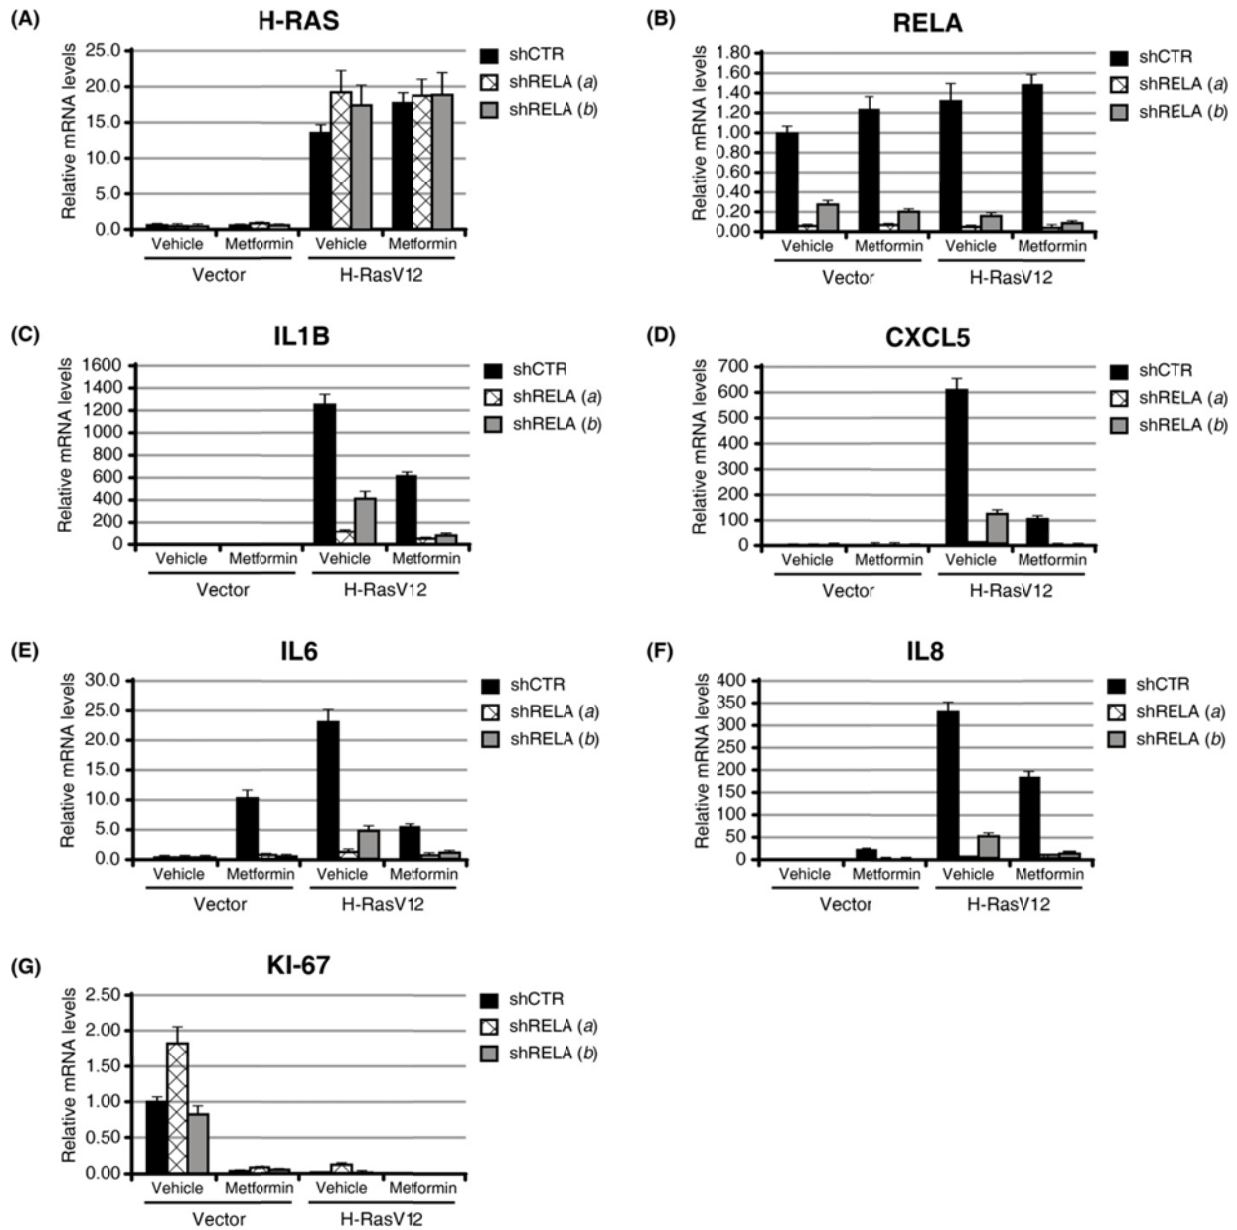 (A) H-RAS
Relative mRNA levels
25.0
20.0
15.0
10.0
5.0
0.0
Vehicle Metformin Vehicle Metformin
Vector H-RasV12
shCTR
shRELA (a)
shRELA (b)
(B) RELA
Relative mRNA levels
1.80
1.60
1.40
1.20
1.00
0.80
0.60
0.40
0.20
0.00
Vehicle Metformin Vehicle Metformin
Vector H-RasV12
shCTR
shRELA (a)
shRELA (b)
(C) IL1B
Relative mRNA levels
1600
1400
1200
1000
800
600
400
200
0
Vehicle Metformin Vehicle Metformin
Vector H-RasV12
shCTR
shRELA (a)
shRELA (b)
(D) CXCL5
Relative mRNA levels
700
600
500
400
300
200
100
0
Vehicle Metformin Vehicle Metformin
Vector H-RasV12
shCTR
shRELA (a)
shRELA (b)
(E) IL6
Relative mRNA levels
30.0
25.0
20.0
15.0
10.0
5.0
0.0
Vehicle Metformin Vehicle Metformin
Vector H-RasV12
shCTR
shRELA (a)
shRELA (b)
(F) IL8
Relative mRNA levels
400
350
300
250
200
150
100
50
0
Vehicle Metformin Vehicle Metformin
Vector H-RasV12
shCTR
shRELA (a)
shRELA (b)
(G) KI-67
Relative mRNA levels
2.50
2.00
1.50
1.00
0.50
0.00
Vehicle Metformin Vehicle Metformin
Vector H-RasV12
shCTR
shRELA (a)
shRELA (b)